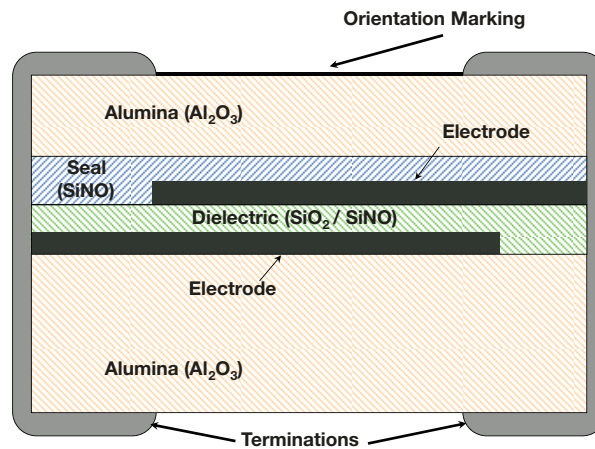 Orientation Marking
Alumina (Al₂O₃)
Electrode
Seal
(SiNO)
Dielectric (SiO₂ / SiNO)
Electrode
Alumina (Al₂O₃)
Terminations